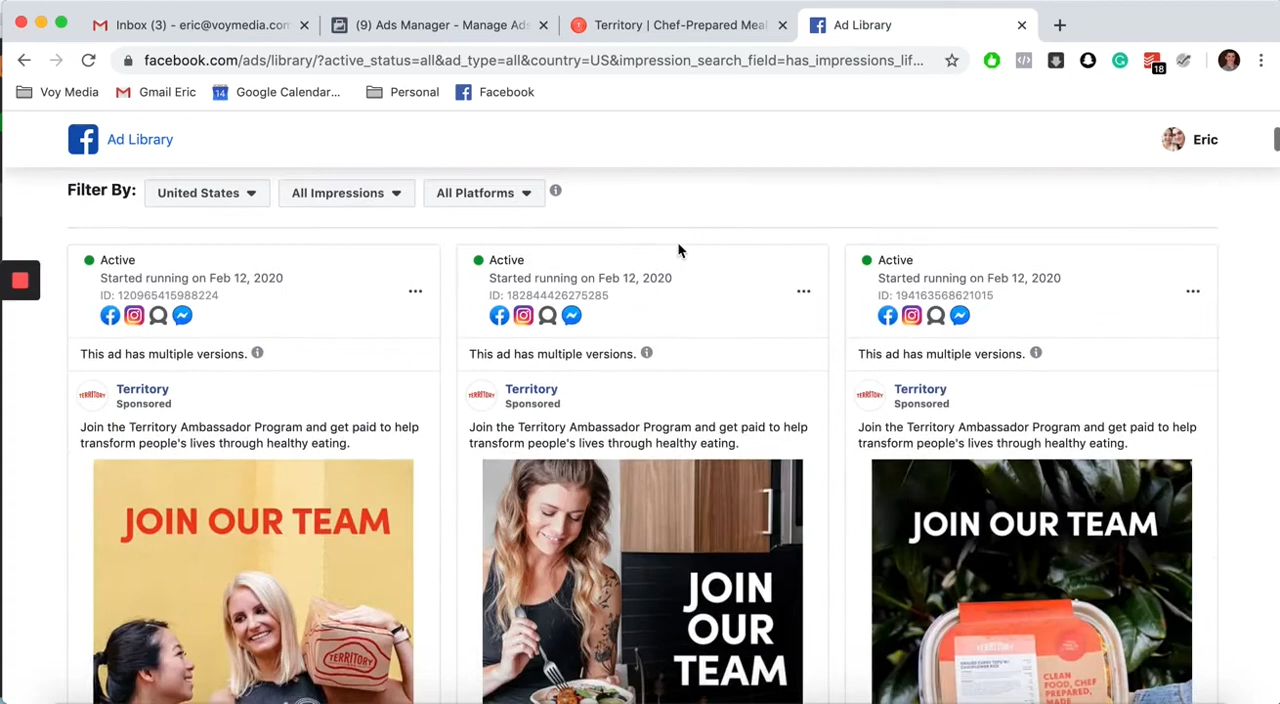 Inbox (3) - eric@voymedia.com
(9) Ads Manager - Manage Ads
Territory | Chef-Prepared Meal
Ad Library
facebook.com/ads/library/?active_status=all&ad_type=all&country=US&impression_search_field=has_impressions_lif...
18
Voy Media
Gmail Eric
14
Google Calendar...
Personal
Facebook
Ad Library
Eric
Filter By:
United States
All Impressions
All Platforms
Active
Started running on Feb 12, 2020
ID: 120965415988224
This ad has multiple versions.
TERRITORY
Territory
Sponsored
Join the Territory Ambassador Program and get paid to help
transform people's lives through healthy eating.
JOIN OUR TEAM
TERRITORY
Active
Started running on Feb 12, 2020
ID: 182844426275285
This ad has multiple versions.
TERRITORY
Territory
Sponsored
Join the Territory Ambassador Program and get paid to help
transform people's lives through healthy eating.
JOIN
OUR
TEAM
Active
Started running on Feb 12, 2020
ID: 194163568621015
This ad has multiple versions.
TERRITORY
Territory
Sponsored
Join the Territory Ambassador Program and get paid to help
transform people's lives through healthy eating.
JOIN OUR TEAM
TERRITORY
CLEAN
FOOD, CHEF
PREPARED,
MADE